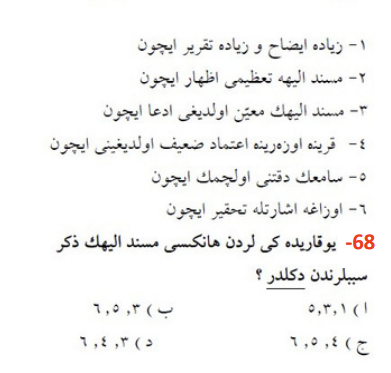 ١- زياده ايضاح و زياده تقرير ايچون
٢- مسند اليهه تعظيمى اظهار ايچون
٣- مسند اليهك معيّن اولديغى ادعا ايچون
٤- قرينه اوزه‌رينه اعتماد ضعيف اولديغينى ايچون
٥- سامعك دقتنى اولچمك ايچون
٦- اوزاغه اشارتله تحقير ايچون
68- يوقاريده كى لردن هانكسى مسند اليهك ذكر
سببلرندن دكلدر ؟
ا ) ٥,٣,١ ب ) ٦,٥,٣
ج ) ٦,٥,٤ د ) ٦,٤,٣